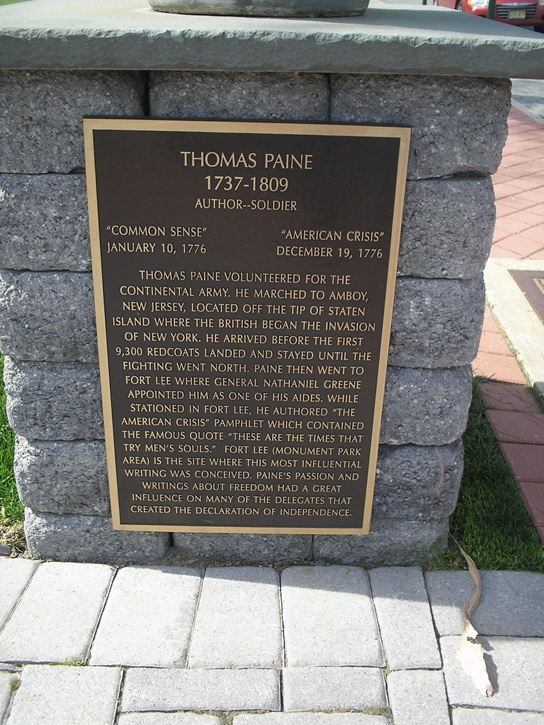 THOMAS PAINE
1737-1809
AUTHOR--SOLDIER
"COMMON SENSE" "AMERICAN CRISIS"
JANUARY 10, 1776 DECEMBER 19, 1776
THOMAS PAINE VOLUNTEERED FOR THE
CONTINENTAL ARMY. HE MARCHED TO AMBOY,
NEW JERSEY, LOCATED OFF THE TIP OF STATEN
ISLAND WHERE THE BRITISH BEGAN THE INVASION
OF NEW YORK. HE ARRIVED BEFORE THE FIRST
9,300 REDCOATS LANDED AND STAYED UNTIL THE
FIGHTING WENT NORTH. PAINE THEN WENT TO
FORT LEE WHERE GENERAL NATHANIEL GREENE
APPOINTED HIM AS ONE OF HIS AIDES. WHILE
STATIONED IN FORT LEE, HE AUTHORED "THE
AMERICAN CRISIS" PAMPHLET WHICH CONTAINED
THE FAMOUS QUOTE "THESE ARE THE TIMES THAT
TRY MEN'S SOULS." FORT LEE (MONUMENT PARK
AREA) IS THE SITE WHERE THIS MOST INFLUENTIAL
WRITING WAS CONCEIVED. PAINE'S PASSION AND
WRITINGS ABOUT FREEDOM HAD A GREAT
INFLUENCE ON MANY OF THE DELEGATES THAT
CREATED THE DECLARATION OF INDEPENDENCE.